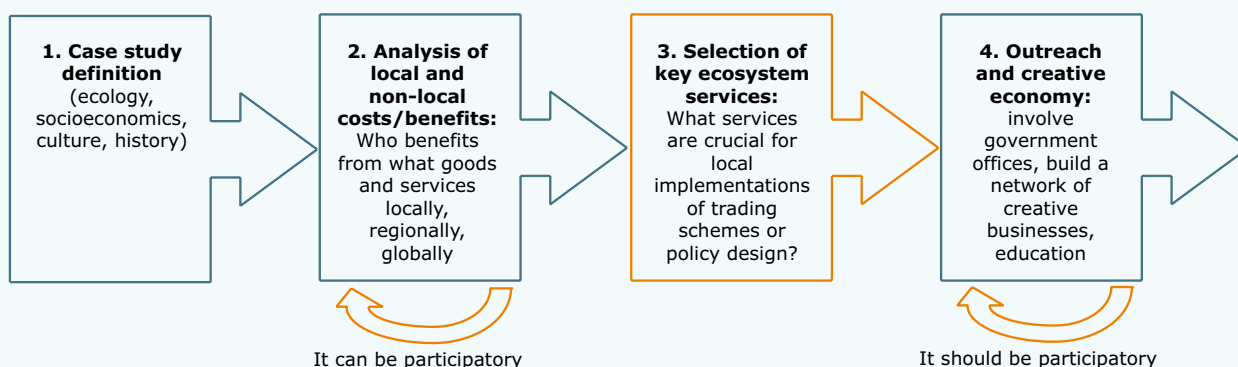 1. Case study
definition
(ecology,
socioeconomics,
culture, history)
2. Analysis of
local and
non-local
costs/benefits:
Who benefits
from what goods
and services
locally,
regionally,
globally
It can be participatory
3. Selection of
key ecosystem
services:
What services
are crucial for
local
implementations
of trading
schemes or
policy design?
4. Outreach
and creative
economy:
involve
government
offices, build a
network of
creative
businesses,
education
It should be participatory